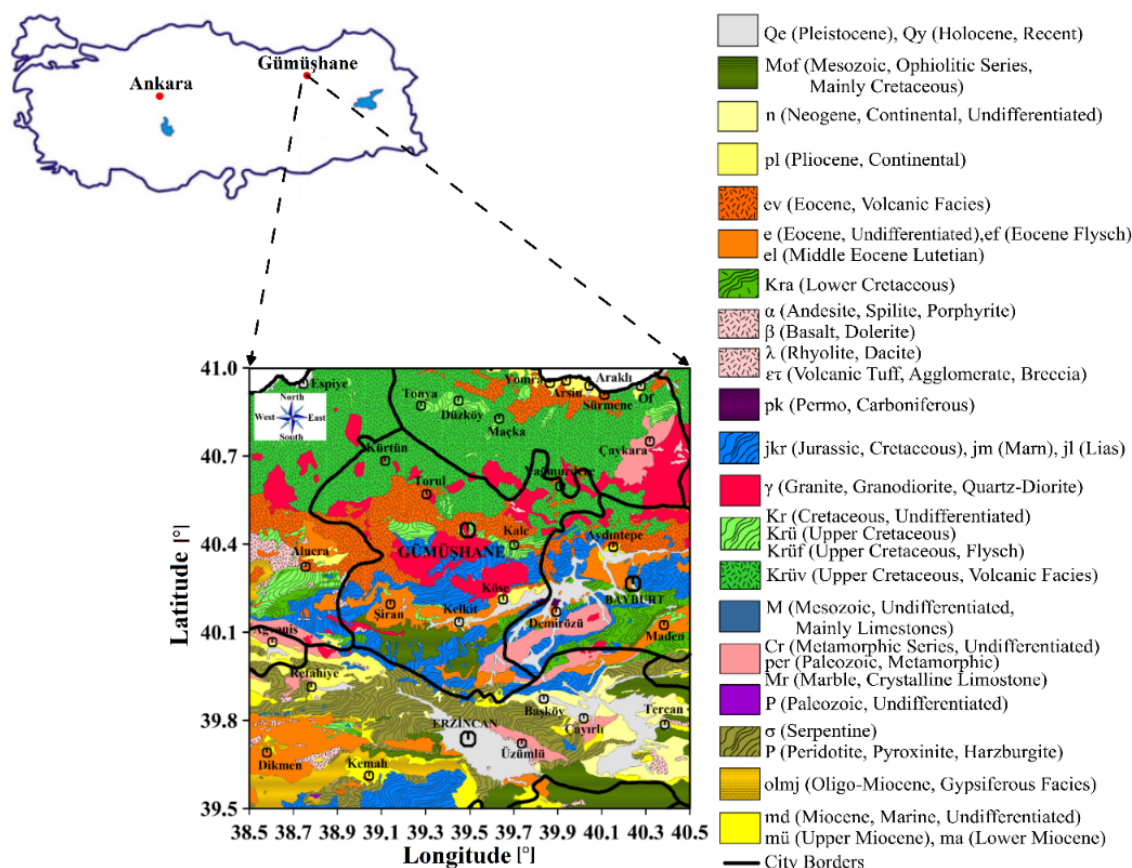 Gümüşhane
Ankara
Qe (Pleistocene), Qy (Holocene, Recent)
Mof (Mesozoic, Ophiolitic Series,
Mainly Cretaceous)
n (Neogene, Continental, Undifferentiated)
pl (Pliocene, Continental)
ev (Eocene, Volcanic Facies)
e (Eocene, Undifferentiated),ef (Eocene Flysch)
el (Middle Eocene Lutetian)
Kra (Lower Cretaceous)
α (Andesite, Spilite, Porphyrite)
β (Basalt, Dolerite)
λ (Rhyolite, Dacite)
ετ (Volcanic Tuff, Agglomerate, Breccia)
pk (Permo, Carboniferous)
jkr (Jurassic, Cretaceous), jm (Marn), jl (Lias)
γ (Granite, Granodiorite, Quartz-Diorite)
Kr (Cretaceous, Undifferentiated)
Krü (Upper Cretaceous)
Krüf (Upper Cretaceous, Flysch)
Krüv (Upper Cretaceous, Volcanic Facies)
M (Mesozoic, Undifferentiated,
Mainly Limestones)
Cr (Metamorphic Series, Undifferentiated)
per (Paleozoic, Metamorphic)
Mr (Marble, Crystalline Limostone)
P (Paleozoic, Undifferentiated)
σ (Serpentine)
P (Peridotite, Pyroxinite, Harzburgite)
olmj (Oligo-Miocene, Gypsiferous Facies)
md (Miocene, Marine, Undifferentiated)
mü (Upper Miocene), ma (Lower Miocene)
City Borders
Latitude [°]
41.0
40.7
40.4
40.1
39.8
39.5
North
West East
South
Espiye
Tonya
Düzköy
Maçka
Yomra
Arsin
Araklı
Sürmene
Of
Çaykara
Kürtün
Torul
Yağmurdere
Kale
GÜMÜSHANE
Aydıntepe
Alucra
Köse
BAYBURT
Şiran
Kelkit
Demirözü
Maden
Agvanis
Refahiye
Başköy
Tercan
ERZİNCAN
Çayırlı
Üzümlü
Dikmen
Kemah
38.5 38.7 38.9 39.1 39.3 39.5 39.7 39.9 40.1 40.3 40.5
Longitude [°]